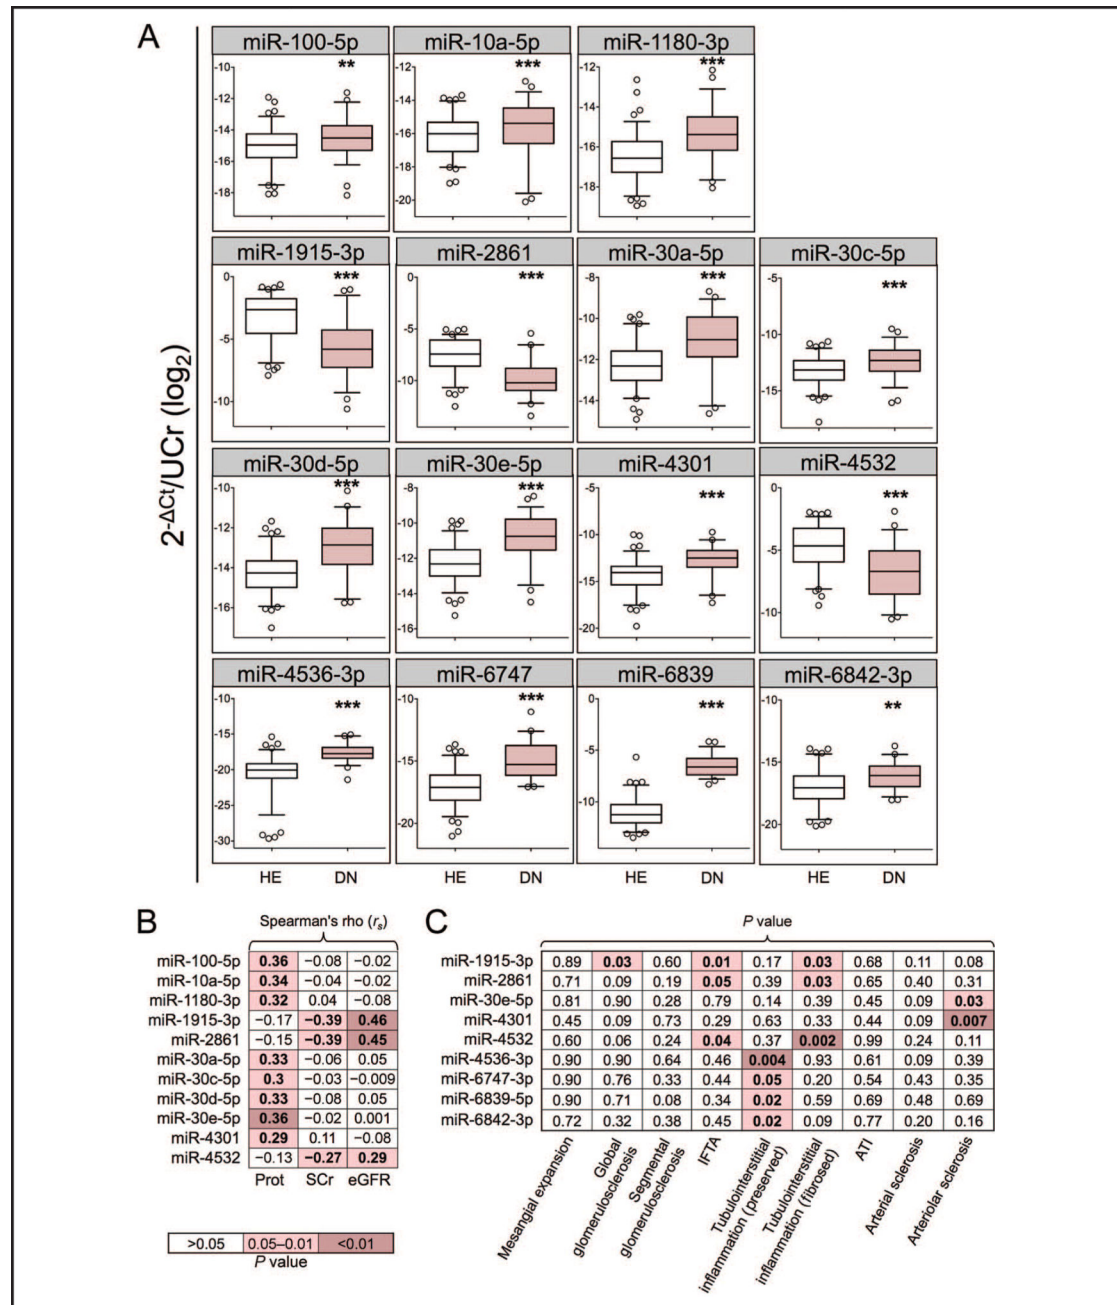 A
2-ΔCt/UCr (log2)
miR-100-5p miR-10a-5p miR-1180-3p
** *** ***
-10 -12 -12
-12 -14
-14 -16 -14
-16 -18 -16
-18 -20 -18
miR-1915-3p miR-2861 miR-30a-5p miR-30c-5p
*** *** *** ***
0 0 -8 -5
-5 -5 -10 -10
-10 -10 -12 -15
-14
miR-30d-5p miR-30e-5p miR-4301 miR-4532
*** *** *** ***
-10 -8 -5 0
-12 -10 -10 -5
-14 -12 -15 -10
-16 -14 -20
-16
miR-4536-3p miR-6747 miR-6839 miR-6842-3p
*** *** *** **
-10 -10 0 -10
-20 -15 -5 -15
-30 -20 -10 -20
HE DN HE DN HE DN HE DN
B
Spearman's rho (rs)
miR-100-5p 0.36 −0.08 −0.02
miR-10a-5p 0.34 −0.04 −0.02
miR-1180-3p 0.32 0.04 −0.08
miR-1915-3p −0.17 −0.39 0.46
miR-2861 −0.15 −0.39 0.45
miR-30a-5p 0.33 −0.06 0.05
miR-30c-5p 0.3 −0.03 −0.009
miR-30d-5p 0.33 −0.08 0.05
miR-30e-5p 0.36 −0.02 0.001
miR-4301 0.29 0.11 −0.08
miR-4532 −0.13 −0.27 0.29
Prot SCr eGFR
>0.05 0.05–0.01 <0.01
P value
C
P value
miR-1915-3p 0.89 0.03 0.60 0.01 0.17 0.03 0.68 0.11 0.08
miR-2861 0.71 0.09 0.19 0.05 0.39 0.03 0.65 0.40 0.31
miR-30e-5p 0.81 0.90 0.28 0.79 0.14 0.39 0.45 0.09 0.03
miR-4301 0.45 0.09 0.73 0.29 0.63 0.33 0.44 0.09 0.007
miR-4532 0.60 0.06 0.24 0.04 0.37 0.002 0.99 0.24 0.11
miR-4536-3p 0.90 0.90 0.64 0.46 0.004 0.93 0.61 0.09 0.39
miR-6747-3p 0.90 0.76 0.33 0.44 0.05 0.20 0.54 0.43 0.35
miR-6839-5p 0.90 0.71 0.08 0.34 0.02 0.59 0.69 0.48 0.69
miR-6842-3p 0.72 0.32 0.38 0.45 0.02 0.09 0.77 0.20 0.16
Mesangial expansion
Global
glomerulosclerosis
Segmental
glomerulosclerosis
IFTA
Tubulointerstitial
inflammation (preserved)
Tubulointerstitial
inflammation (fibrosed)
ATI
Arterial sclerosis
Arteriolar sclerosis